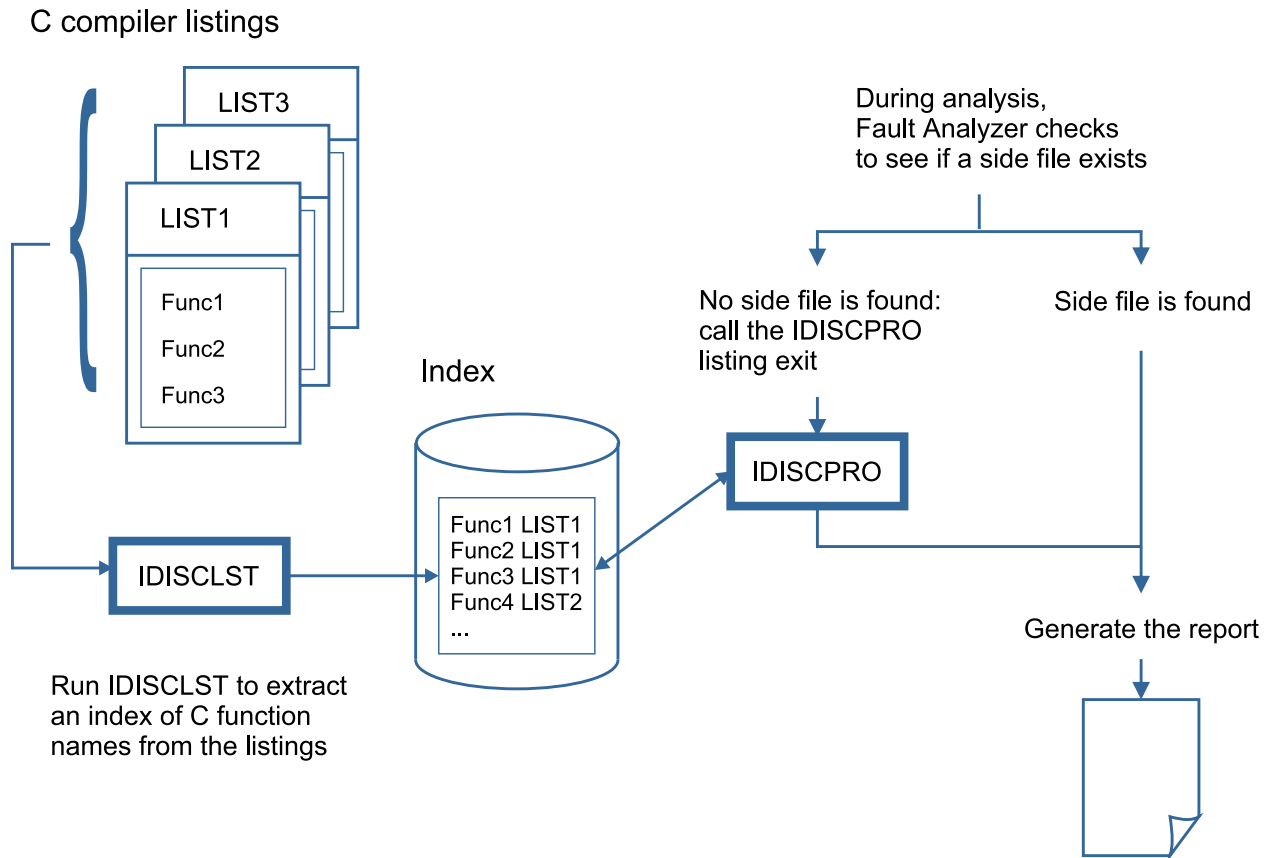 C compiler listings
LIST3
LIST2
LIST1
Func1
Func2
Func3
IDISCLST
Run IDISCLST to extract
an index of C function
names from the listings
Index
Func1 LIST1
Func2 LIST1
Func3 LIST1
Func4 LIST2
...
During analysis,
Fault Analyzer checks
to see if a side file exists
No side file is found:
call the IDISCPRO
listing exit
Side file is found
IDISCPRO
Generate the report